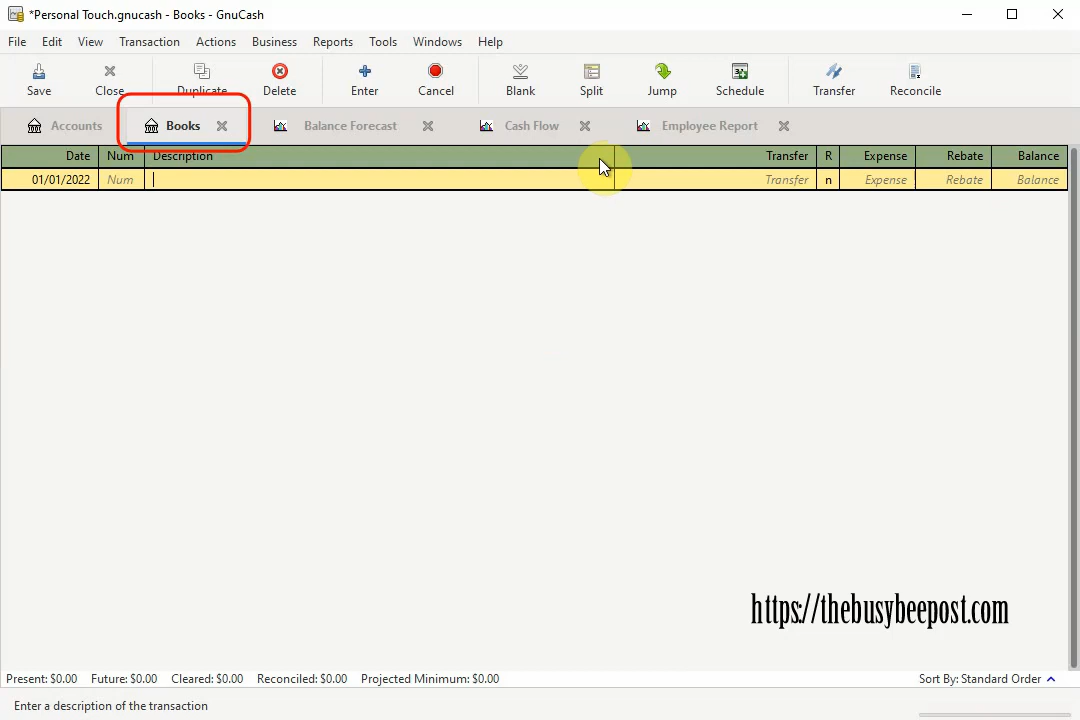 *Personal Touch.gnucash - Books - GnuCash
File Edit View Transaction Actions Business Reports Tools Windows Help
Save Close Duplicate Delete Enter Cancel Blank Split Jump Schedule Transfer Reconcile
Accounts Books Balance Forecast Cash Flow Employee Report
Date Num Description Transfer R Expense Rebate Balance
01/01/2022 Num Transfer n Expense Rebate Balance
https://thebusybeepost.com
Present: $0.00 Future: $0.00 Cleared: $0.00 Reconciled: $0.00 Projected Minimum: $0.00 Sort By: Standard Order
Enter a description of the transaction